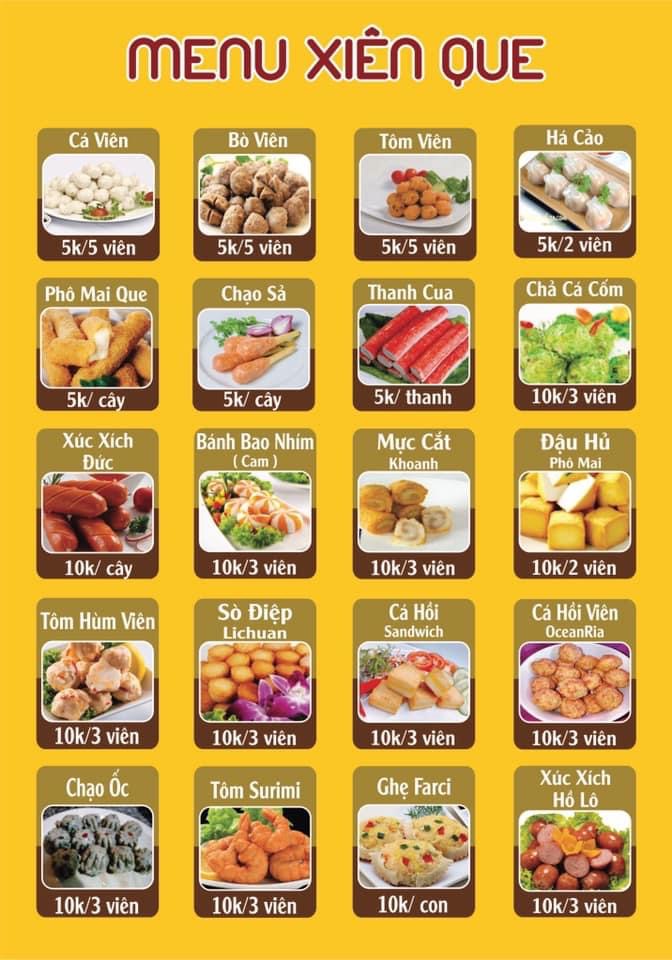 MENU XIÊN QUE
Cá Viên
5k/5 viên
Bò Viên
5k/5 viên
Tôm Viên
5k/5 viên
Há Cảo
5k/2 viên
Phô Mai Que
5k/ cây
Chạo Sả
5k/ cây
Thanh Cua
5k/ thanh
Chả Cá Cốm
10k/3 viên
Xúc Xích
Đức
10k/ cây
Bánh Bao Nhím
( Cam )
10k/3 viên
Mực Cắt
Khoanh
10k/3 viên
Đậu Hủ
Phô Mai
10k/2 viên
Tôm Hùm Viên
10k/3 viên
Sò Điệp
Lichuan
10k/3 viên
Cá Hồi
Sandwich
10k/3 viên
Cá Hồi Viên
OceanRia
10k/3 viên
Chạo Ốc
10k/3 viên
Tôm Surimi
10k/3 viên
Ghẹ Farci
10k/ con
Xúc Xích
Hồ Lô
10k/3 viên